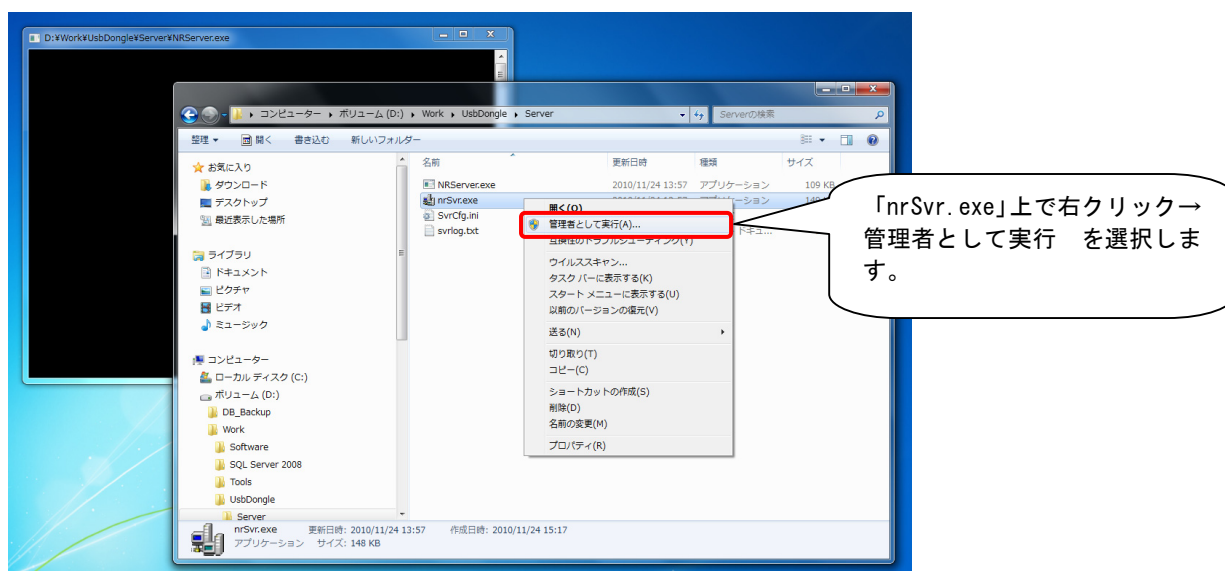 D:¥Work¥UsbDongle¥Server¥NRServer.exe
コンピューター ▸ ボリューム (D:) ▸ Work ▸ UsbDongle ▸ Server
Serverの検索
整理 開く 書き込む 新しいフォルダー
お気に入り
ダウンロード
デスクトップ
最近表示した場所
ライブラリ
ドキュメント
ピクチャ
ビデオ
ミュージック
コンピューター
ローカル ディスク (C:)
ボリューム (D:)
DB_Backup
Work
Software
SQL Server 2008
Tools
UsbDongle
Server
名前 更新日時 種類 サイズ
NRServer.exe 2010/11/24 13:57 アプリケーション 109 KB
nrSvr.exe
SvrCfg.ini
svrlog.txt
開く(O)
管理者として実行(A)...
互換性のトラブルシューティング(Y)
ウイルススキャン...
タスク バーに表示する(K)
スタート メニューに表示する(U)
以前のバージョンの復元(V)
送る(N)
切り取り(T)
コピー(C)
ショートカットの作成(S)
削除(D)
名前の変更(M)
プロパティ(R)
「nrSvr.exe」上で右クリック→
管理者として実行 を選択しま
す。
nrSvr.exe 更新日時: 2010/11/24 13:57 作成日時: 2010/11/24 15:17
アプリケーション サイズ: 148 KB